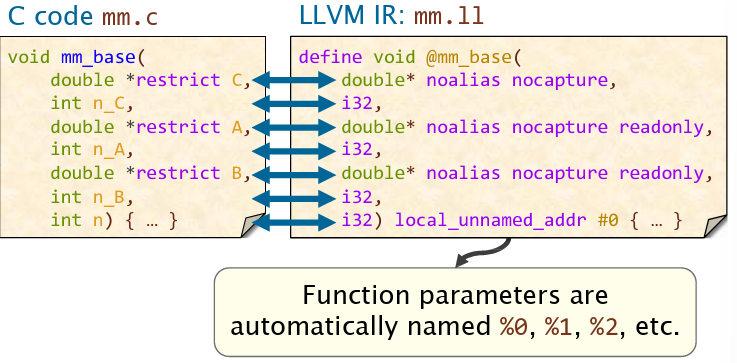 C code mm.c
void mm_base(
double *restrict C,
int n_C,
double *restrict A,
int n_A,
double *restrict B,
int n_B,
int n) { … }
LLVM IR: mm.ll
define void @mm_base(
double* noalias nocapture,
i32,
double* noalias nocapture readonly,
i32,
double* noalias nocapture readonly,
i32,
i32) local_unnamed_addr #0 { … }
Function parameters are
automatically named %0, %1, %2, etc.